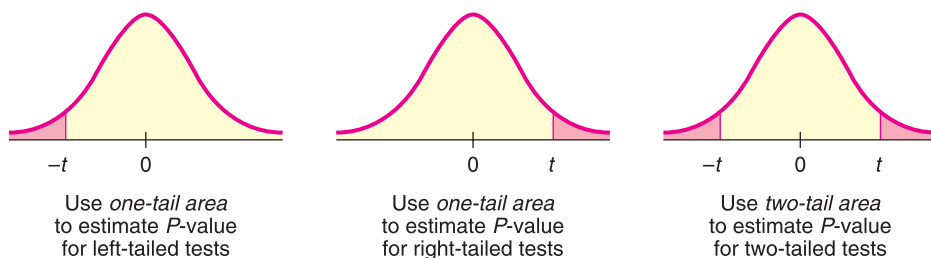 –t 0
Use one-tail area
to estimate P-value
for left-tailed tests
0 t
Use one-tail area
to estimate P-value
for right-tailed tests
–t 0 t
Use two-tail area
to estimate P-value
for two-tailed tests